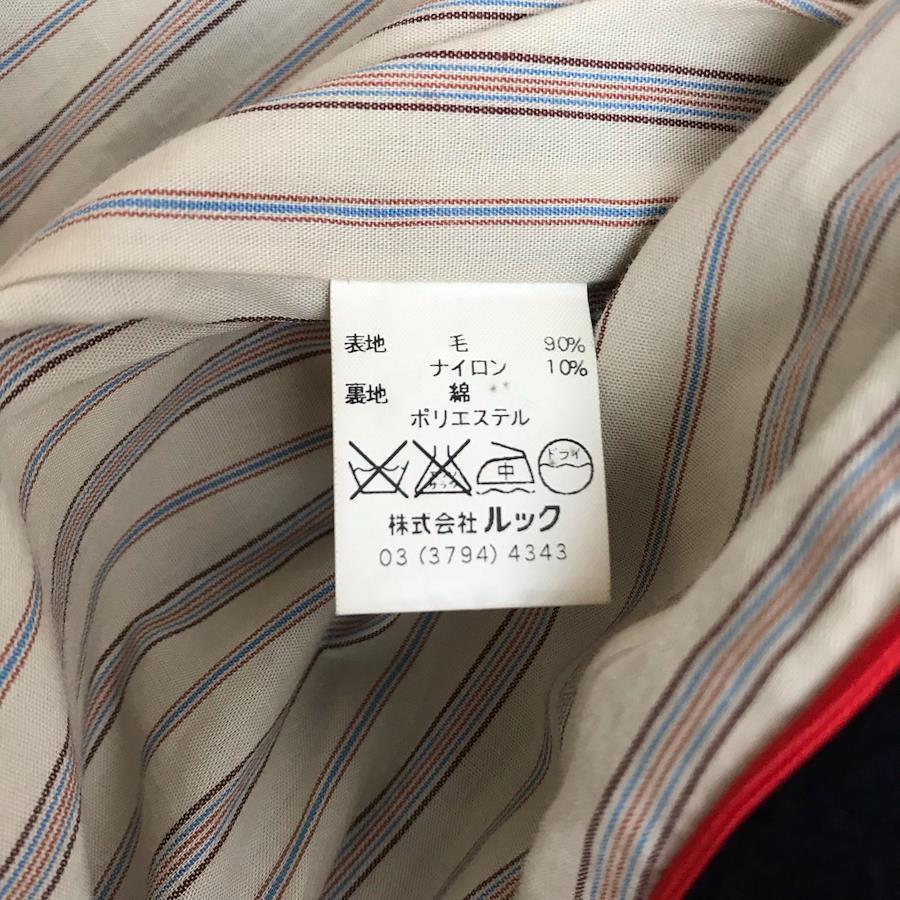 表地 毛 90%
ナイロン 10%
裏地 綿
ポリエステル
中 ドライ
株式会社 ルック
03 (3794) 4343